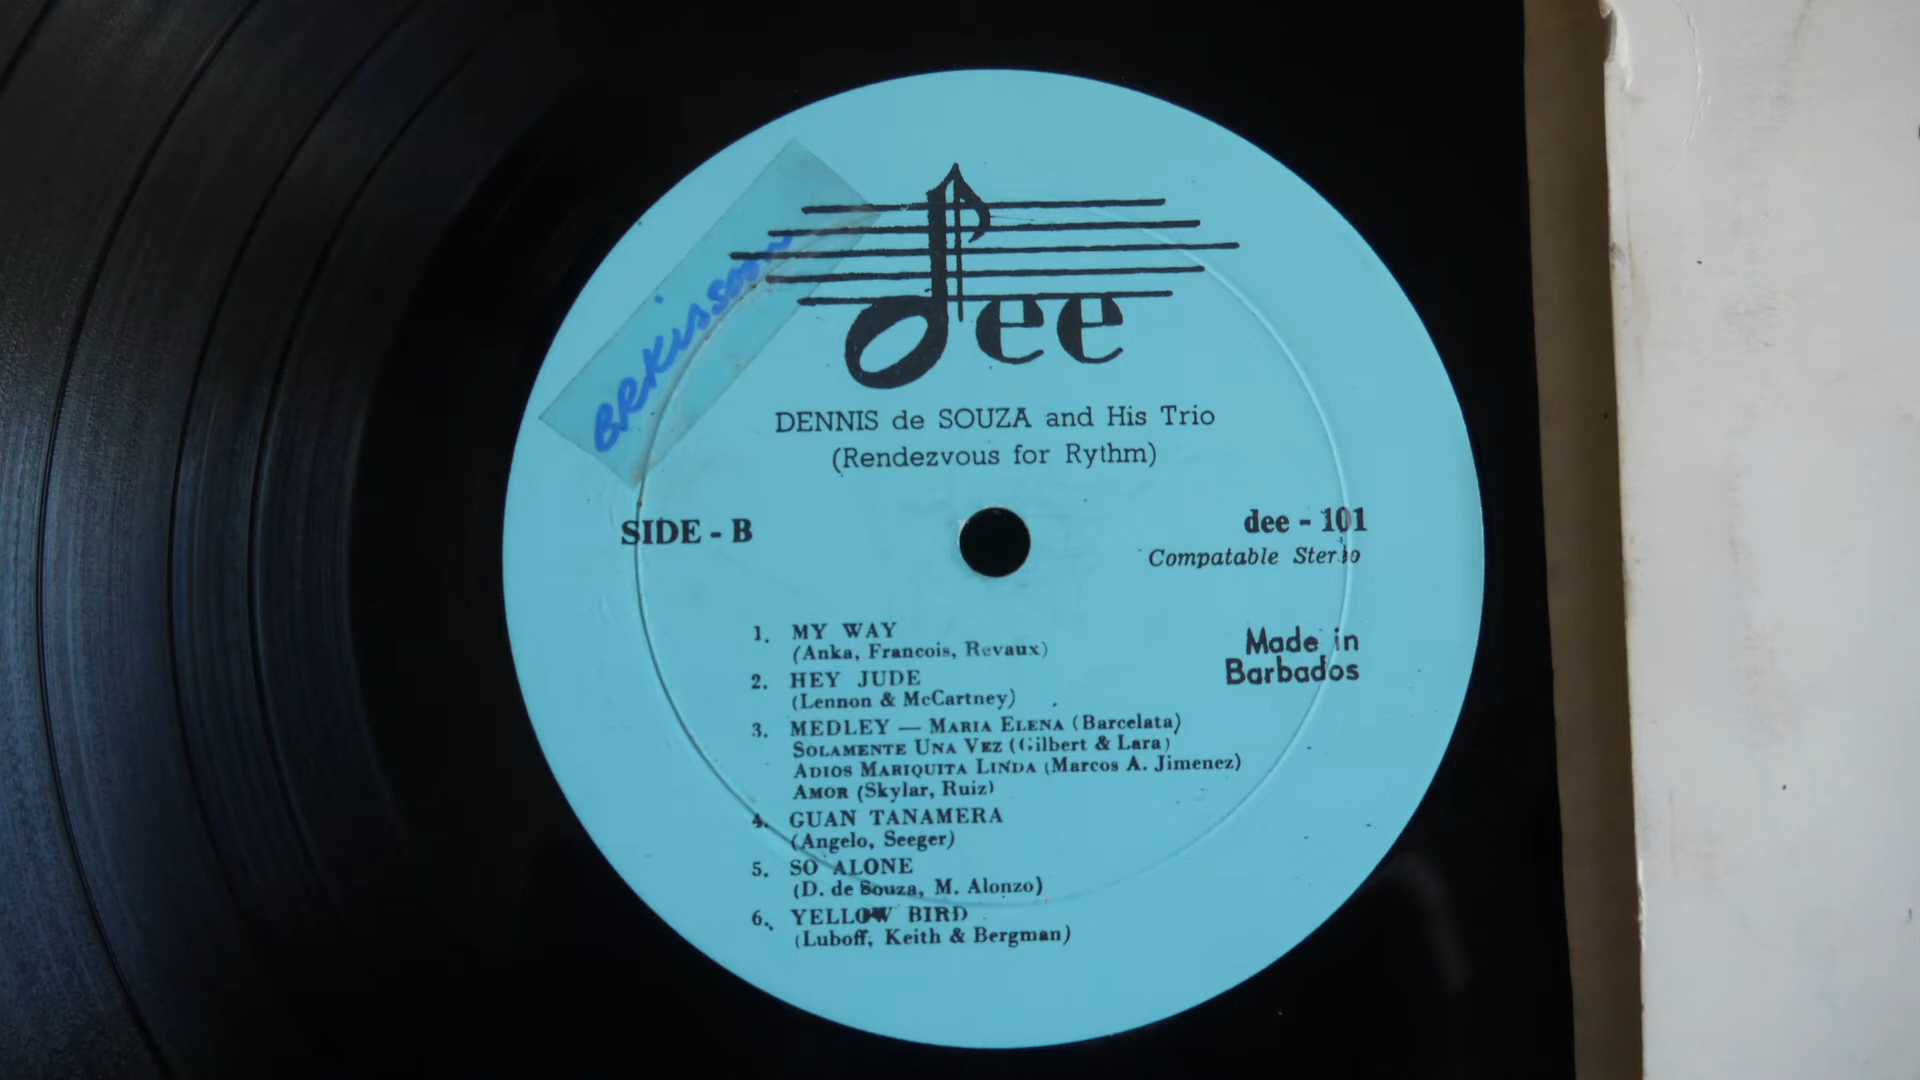 BRKissoon
dee
DENNIS de SOUZA and His Trio
(Rendezvous for Rythm)
SIDE - B
dee - 101
Compatable Stereo
Made in
Barbados
1. MY WAY
(Anka, Francois, Revaux)
2. HEY JUDE
(Lennon & McCartney)
3. MEDLEY — MARIA ELENA (Barcelata)
SOLAMENTE UNA VEZ (Gilbert & Lara)
ADIOS MARIQUITA LINDA (Marcos A. Jimenez)
AMOR (Skylar, Ruiz)
4. GUAN TANAMERA
(Angelo, Seeger)
5. SO ALONE
(D. de Souza, M. Alonzo)
6. YELLOW BIRD
(Luboff, Keith & Bergman)